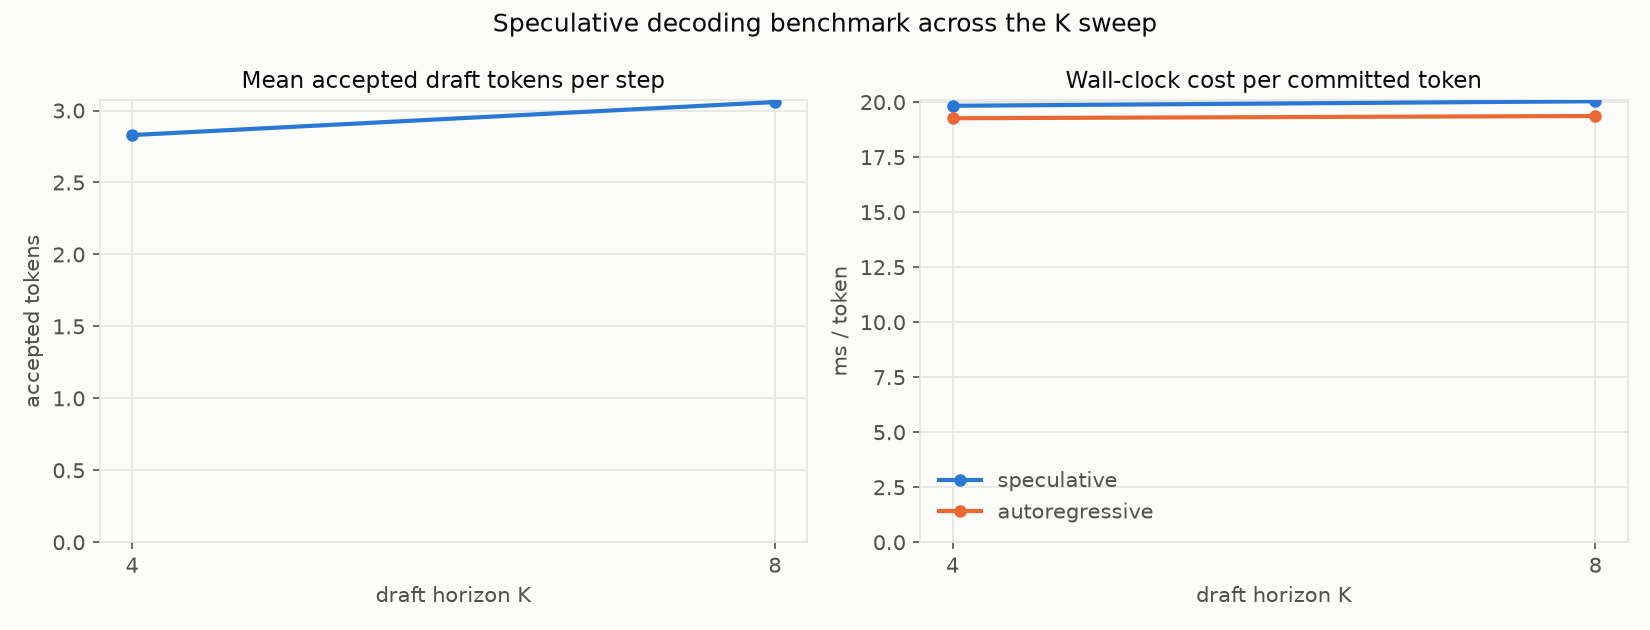 Speculative decoding benchmark across the K sweep
Mean accepted draft tokens per step
accepted tokens
3.0
2.5
2.0
1.5
1.0
0.5
0.0
4
8
draft horizon K
Wall-clock cost per committed token
ms / token
20.0
17.5
15.0
12.5
10.0
7.5
5.0
2.5
0.0
speculative
autoregressive
4
8
draft horizon K